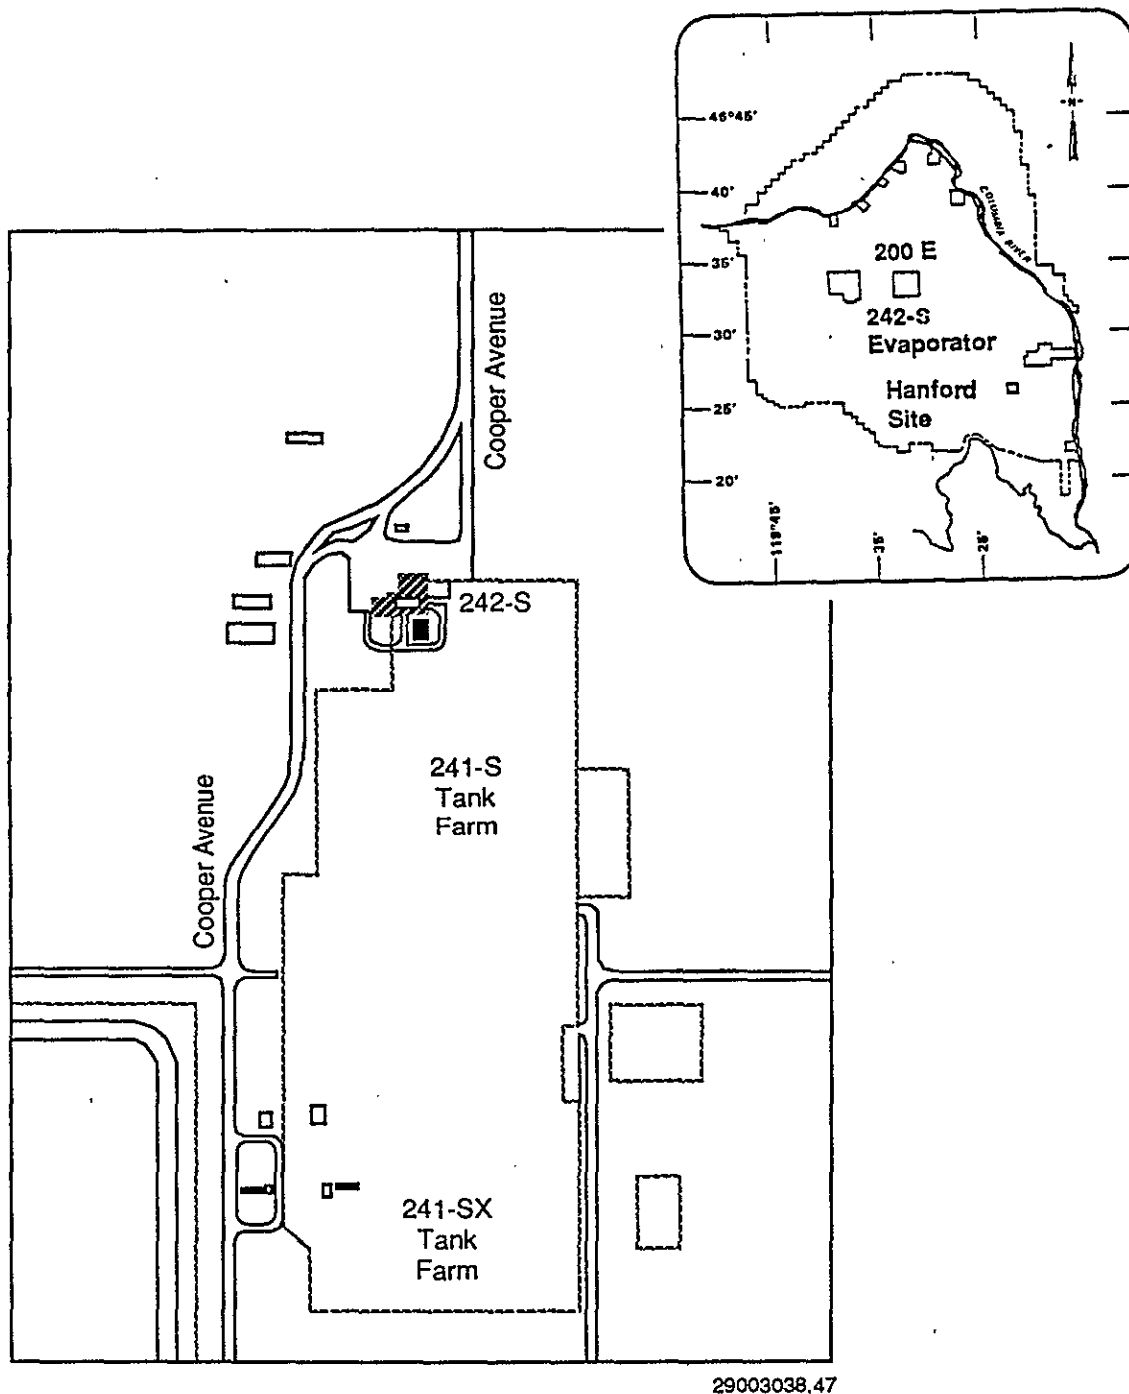 46°45'
N
40'
COLUMBIA RIVER
35'
200 E
242-S
Evaporator
30'
Hanford
Site
25'
20'
119°45'
35'
25'
Cooper Avenue
242-S
241-S
Tank
Farm
Cooper Avenue
241-SX
Tank
Farm
29003038.47